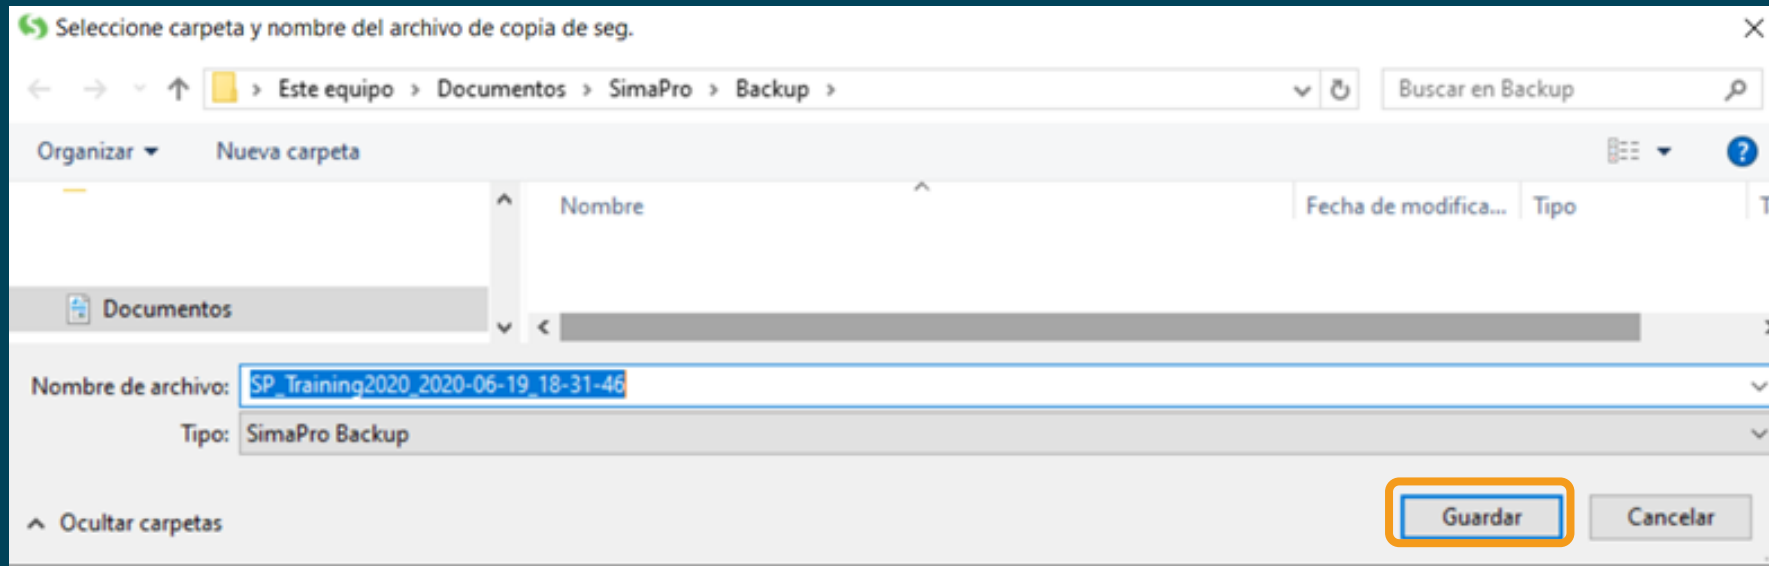 Seleccione carpeta y nombre del archivo de copia de seg.
Este equipo > Documentos > SimaPro > Backup >
Buscar en Backup
Organizar
Nueva carpeta
Nombre
Fecha de modifica...
Tipo
T
Documentos
Nombre de archivo: SP_Training2020_2020-06-19_18-31-46
Tipo: SimaPro Backup
Ocultar carpetas
Guardar
Cancelar